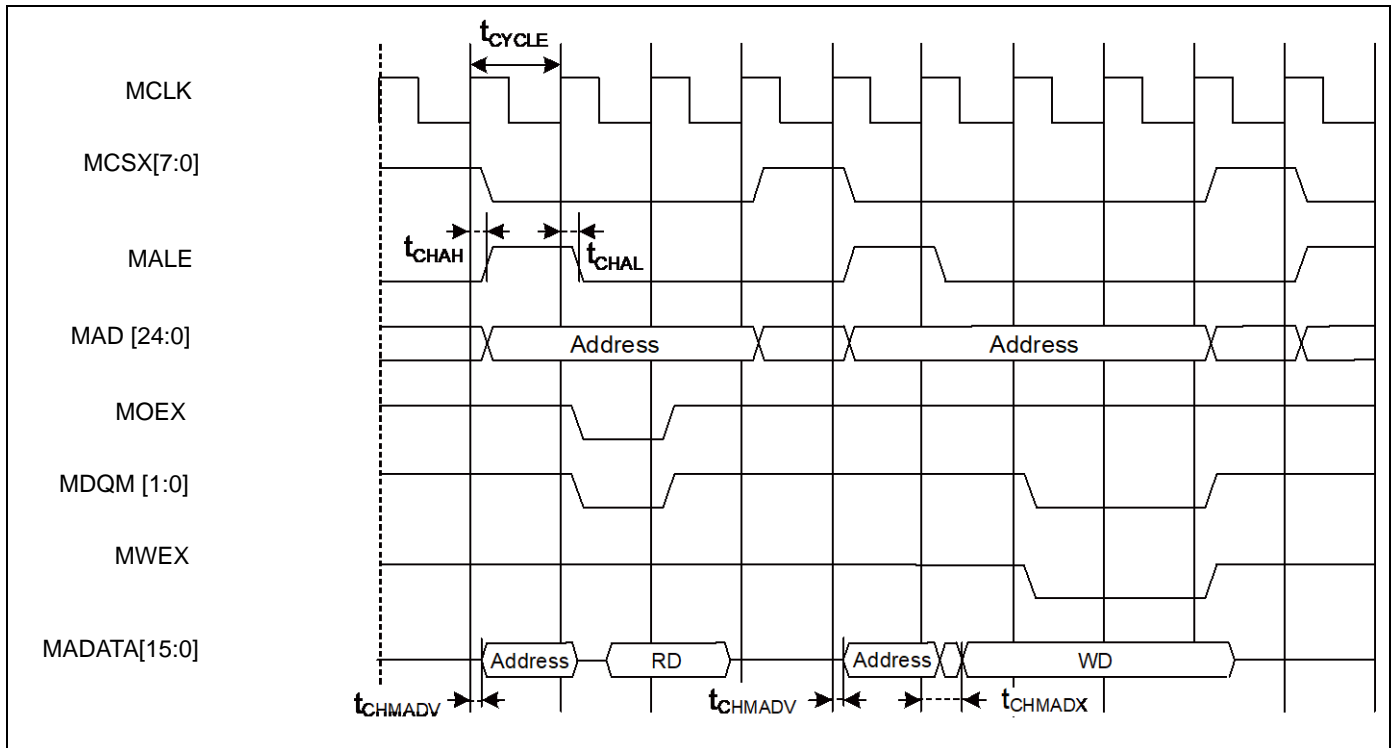 tCYCLE
MCLK
MCSX[7:0]
tCHAH
tCHAL
MALE
MAD [24:0]
Address
Address
MOEX
MDQM [1:0]
MWEX
MADATA[15:0]
Address
RD
Address
WD
tCHMADV
tCHMADV
tCHMADX